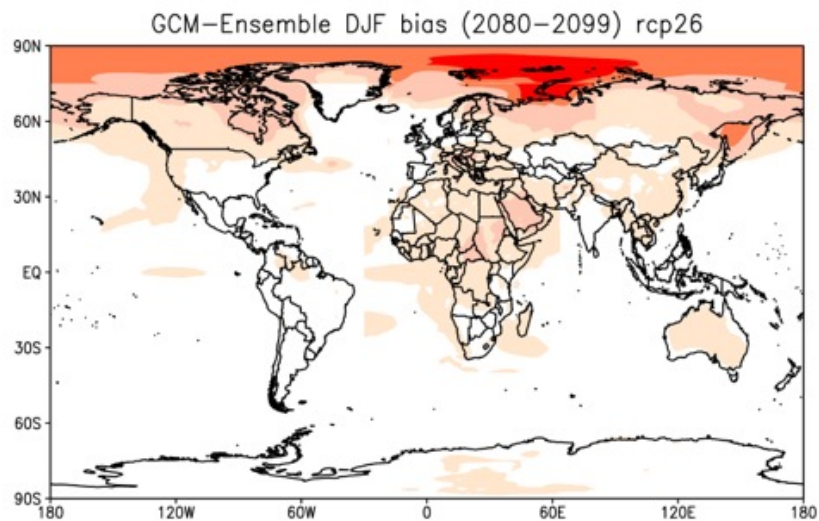 GCM-Ensemble DJF bias (2080-2099) rcp26
90N
60N
30N
EQ
30S
60S
90S
180 120W 60W 0 60E 120E 180